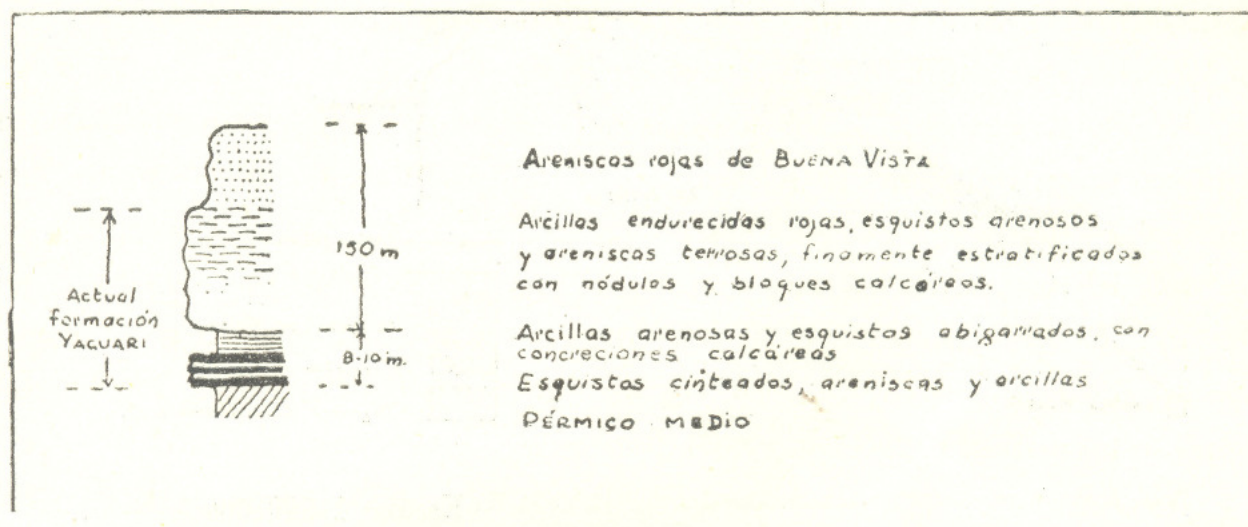 Areniscas rojas de BUENA VISTA
Arcillas endurecidas rojas, esquistos arenosos
y areniscas terrosas, finamente estratificados
con nódulos y bloques calcáreos.
150 m
Actual
formación
YAGUARI
Arcillas arenosas y esquistos abigarrados, con
concreciones calcáreas
8-10 m.
Esquistos cinteados, areniscas y arcillas
PÉRMICO MEDIO